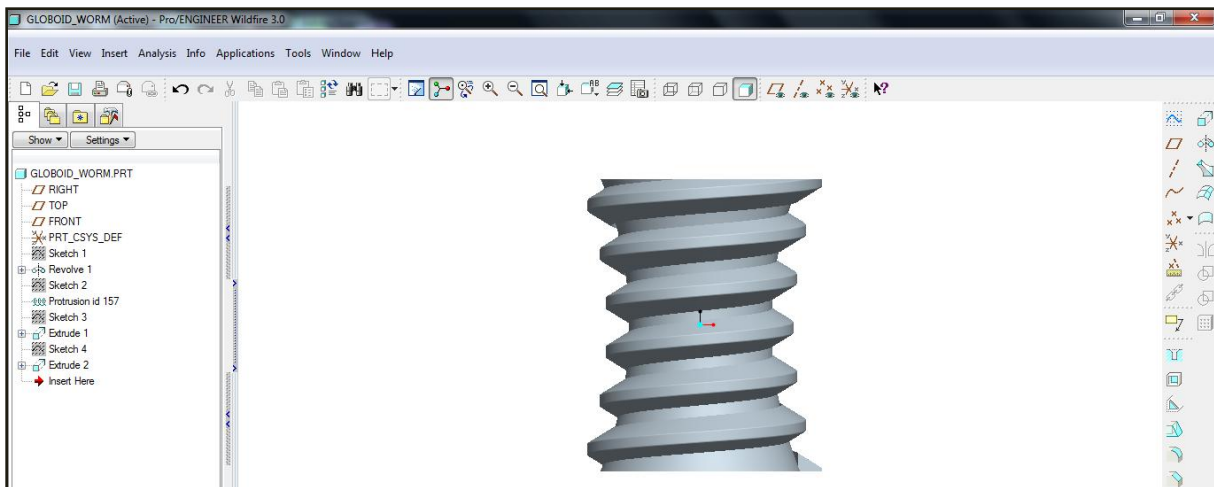 GLOBOID_WORM (Active) - Pro/ENGINEER Wildfire 3.0
File Edit View Insert Analysis Info Applications Tools Window Help
Show Settings
GLOBOID_WORM.PRT
RIGHT
TOP
FRONT
PRT_CSYS_DEF
Sketch 1
Revolve 1
Sketch 2
Protrusion id 157
Sketch 3
Extrude 1
Sketch 4
Extrude 2
Insert Here